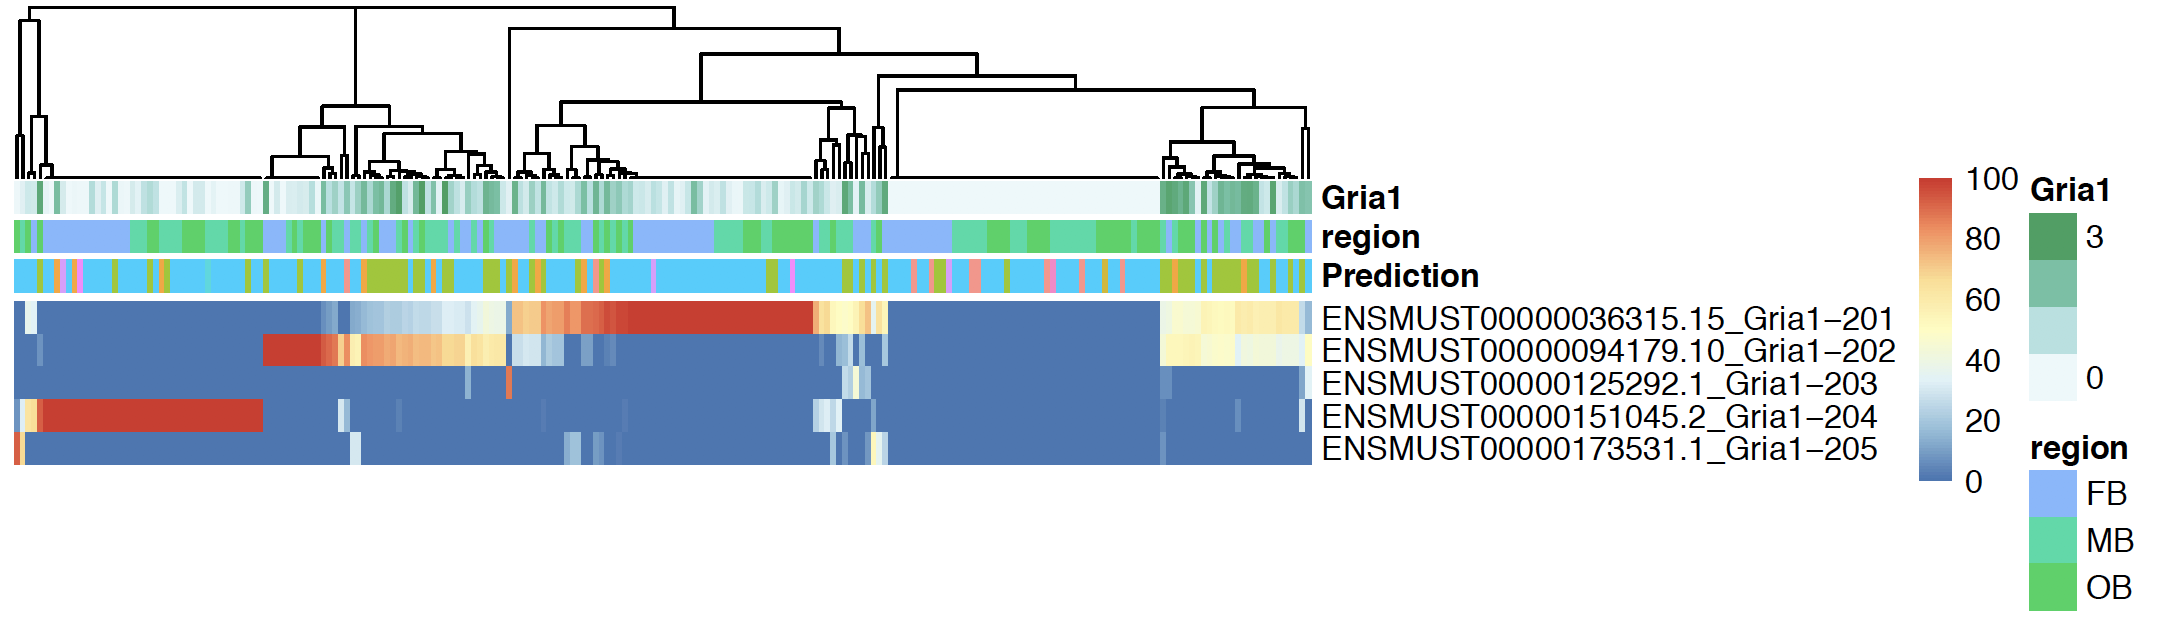 Gria1
region
Prediction
ENSMUST00000036315.15_Gria1−201
ENSMUST00000094179.10_Gria1−202
ENSMUST00000125292.1_Gria1−203
ENSMUST00000151045.2_Gria1−204
ENSMUST00000173531.1_Gria1−205
100
80
60
40
20
0
Gria1
3
0
region
FB
MB
OB